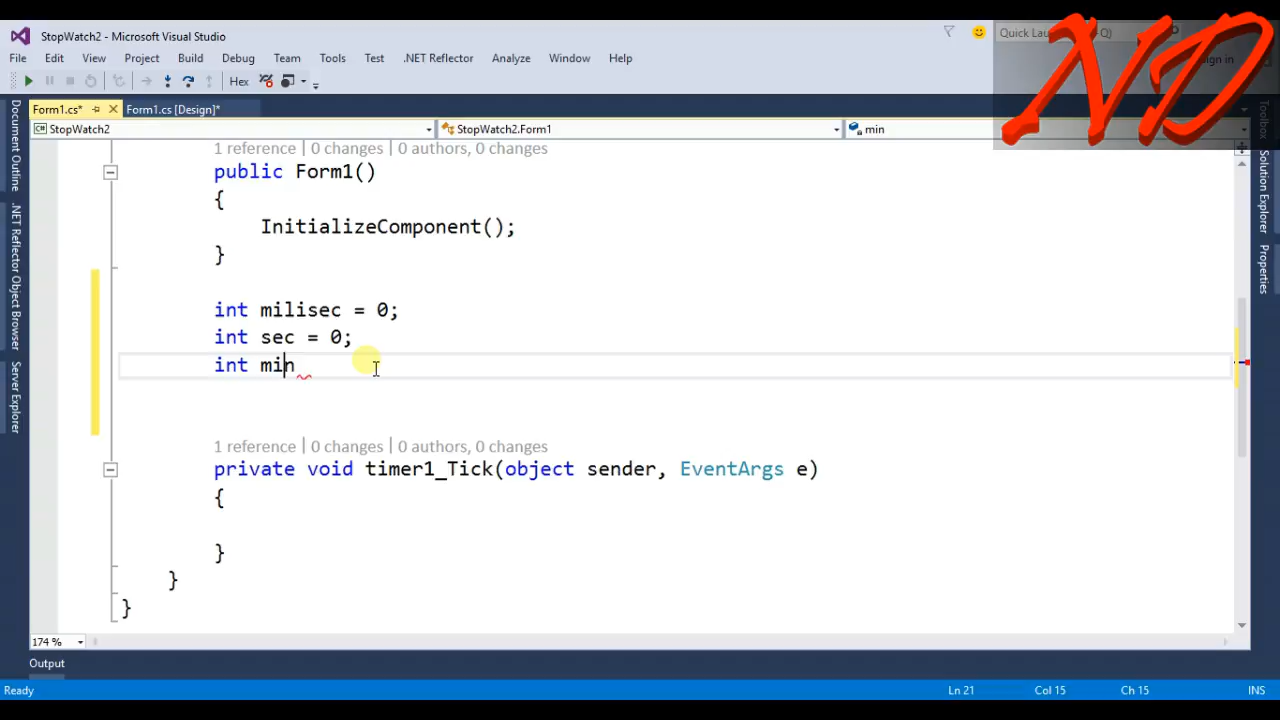 StopWatch2 - Microsoft Visual Studio
ND
File Edit View Project Build Debug Team Tools Test .NET Reflector Analyze Window Help
Hex
Form1.cs* Form1.cs [Design]*
StopWatch2 StopWatch2.Form1 min
1 reference | 0 changes | 0 authors, 0 changes
public Form1()
{
InitializeComponent();
}
int milisec = 0;
int sec = 0;
int min
1 reference | 0 changes | 0 authors, 0 changes
private void timer1_Tick(object sender, EventArgs e)
{
}
}
}
174 %
Output
Ready Ln 21 Col 15 Ch 15 INS
Document Outline
.NET Reflector Object Browser
Server Explorer
Toolbox
Solution Explorer
Properties